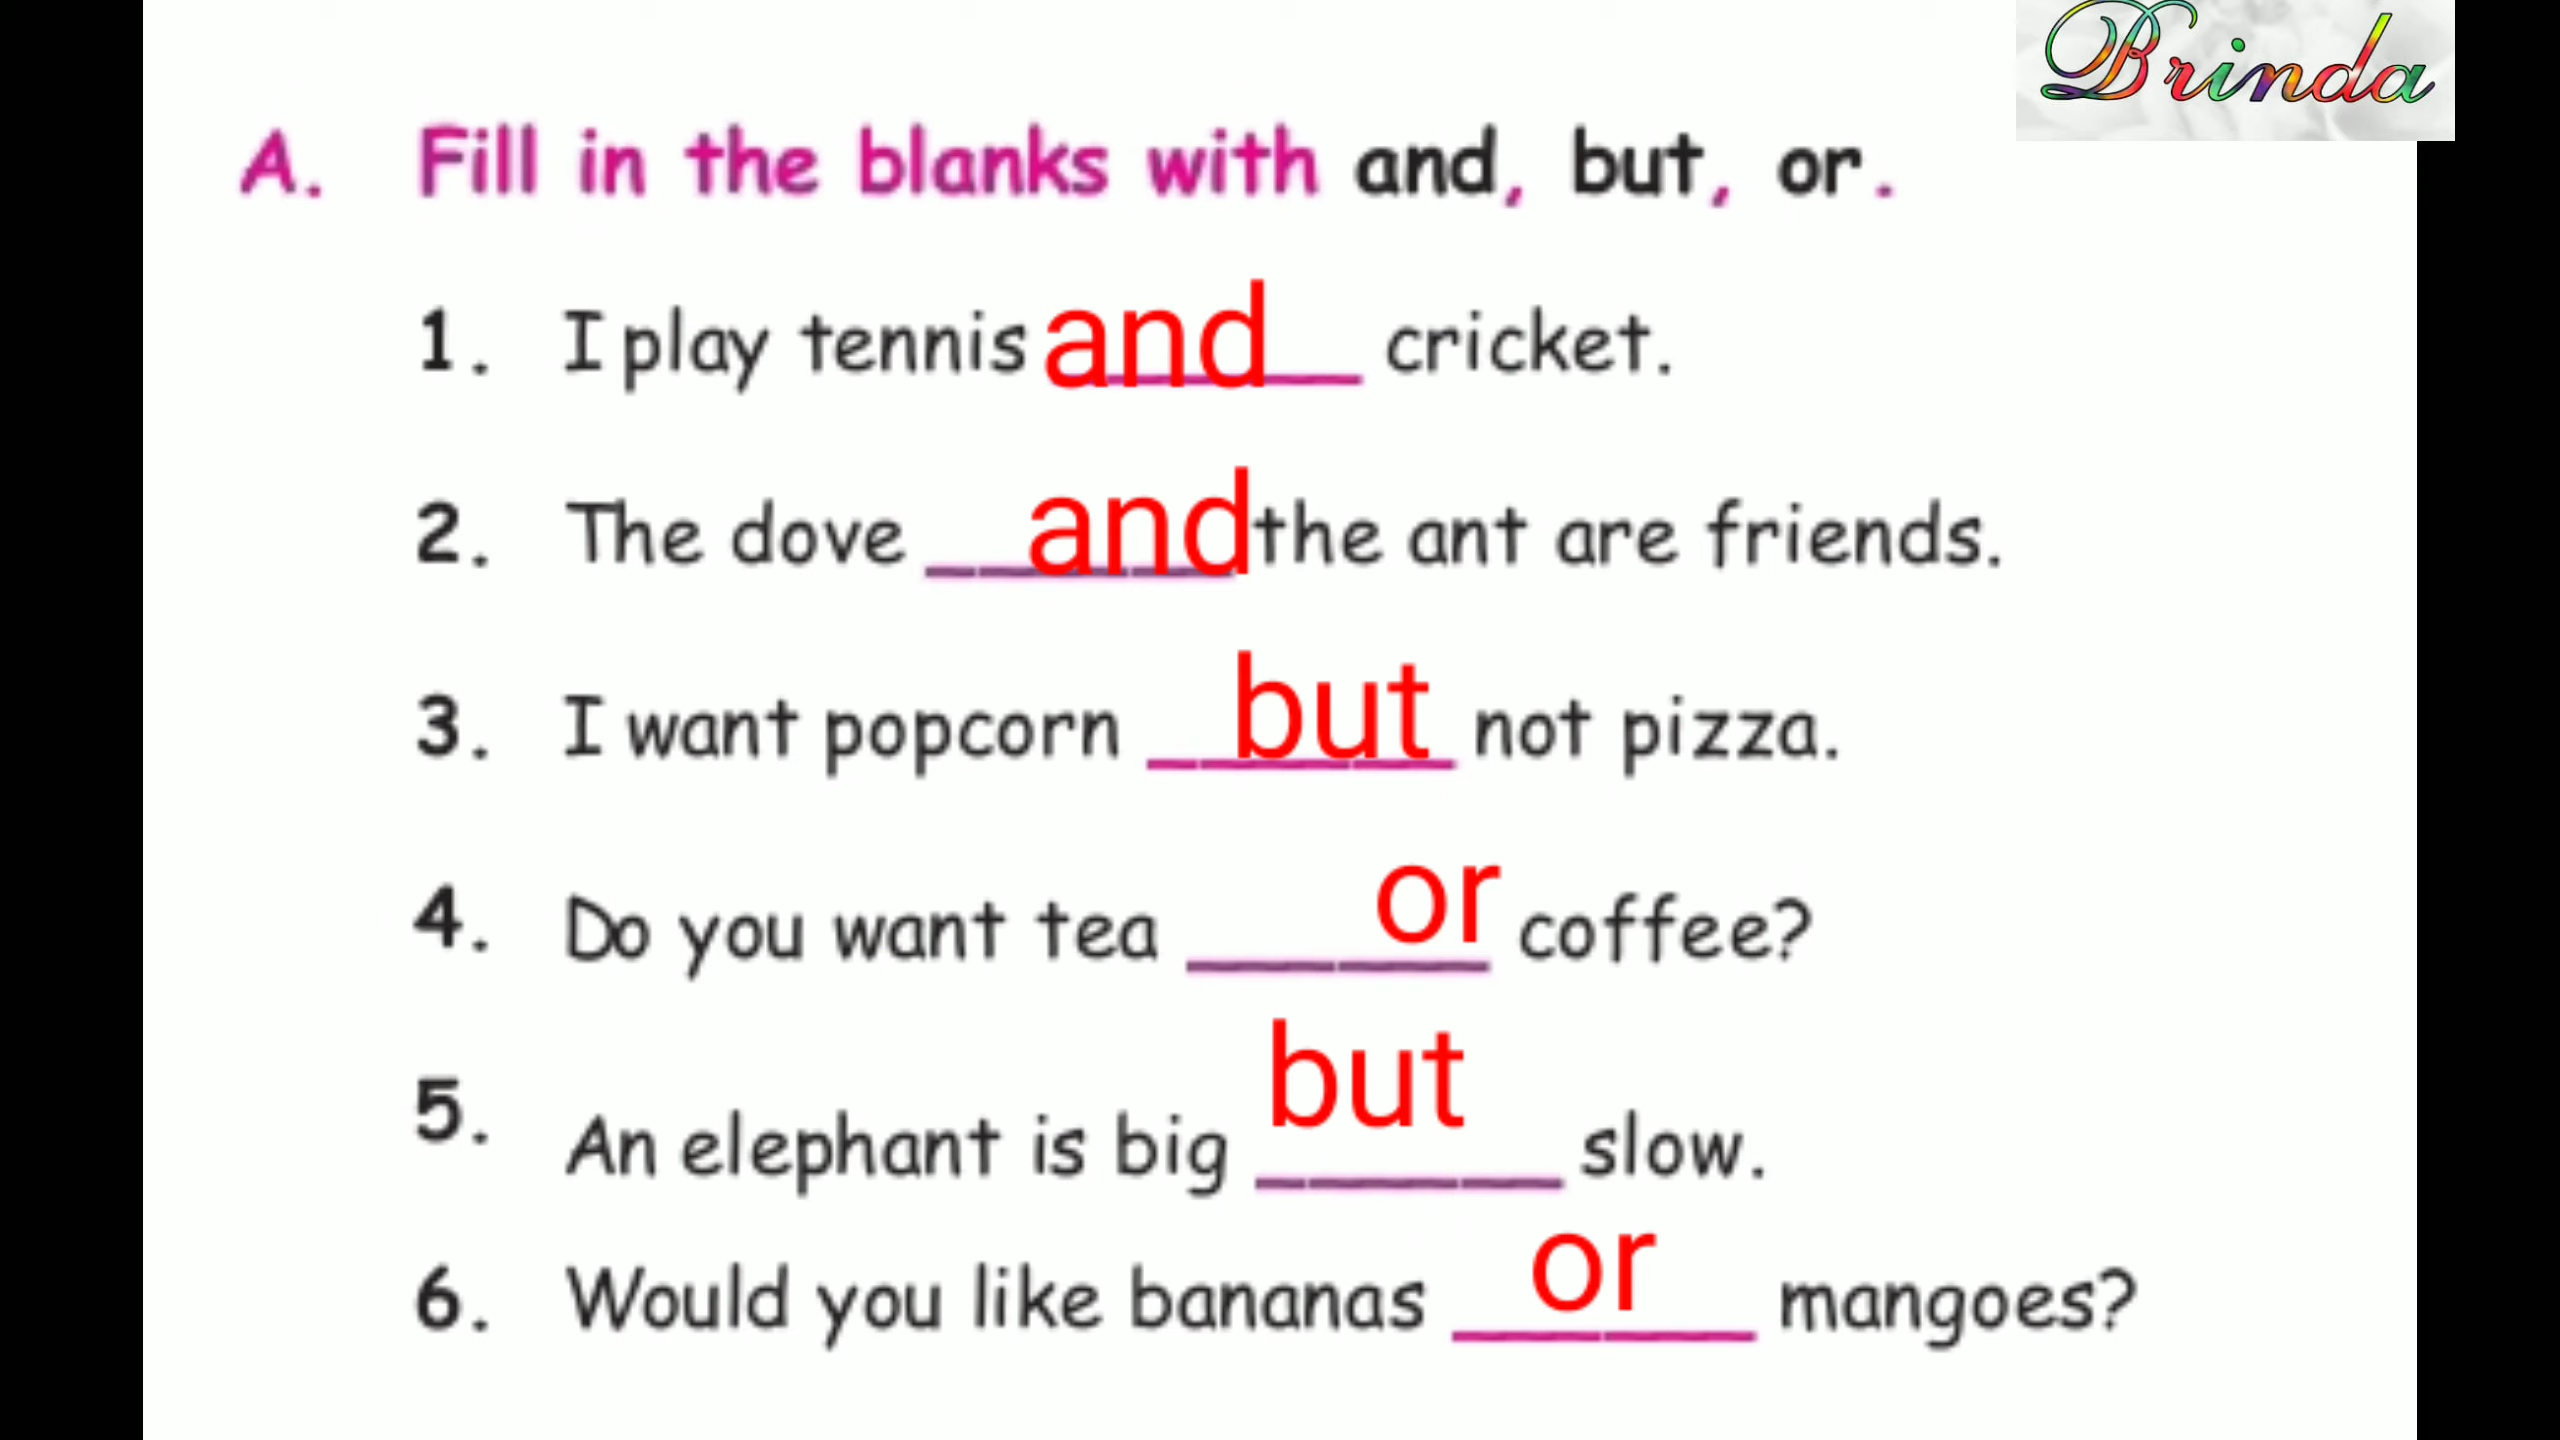 Brinda
A. Fill in the blanks with and, but, or.
1. I play tennis and cricket.
2. The dove and the ant are friends.
3. I want popcorn but not pizza.
4. Do you want tea or coffee?
5. An elephant is big but slow.
6. Would you like bananas or mangoes?